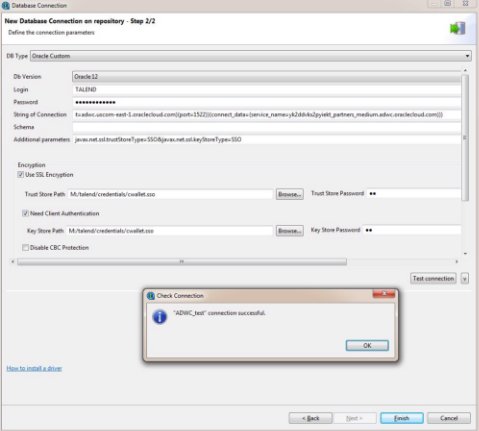 Database Connection
New Database Connection on repository - Step 2/2
Define the connection parameters
DB Type Oracle Custom
Db Version Oracle 12
Login TALEND
Password ••••••••••••
String of Connection t=adwc.uscom-east-1.oraclecloud.com)(port=1522))(connect_data=(service_name=yk2ddvks2pyiekt_partners_medium.adwc.oraclecloud.com)))
Schema
Additional parameters javax.net.ssl.trustStoreType=SSO&javax.net.ssl.keyStoreType=SSO
Encryption
Use SSL Encryption
Trust Store Path M:/talend/credentials/cwallet.sso Browse... Trust Store Password ••
Need Client Authentication
Key Store Path M:/talend/credentials/cwallet.sso Browse... Key Store Password ••
Disable CBC Protection
Test connection
Check Connection
"ADWC_test" connection successful.
OK
How to install a driver
< Back Next > Finish Cancel